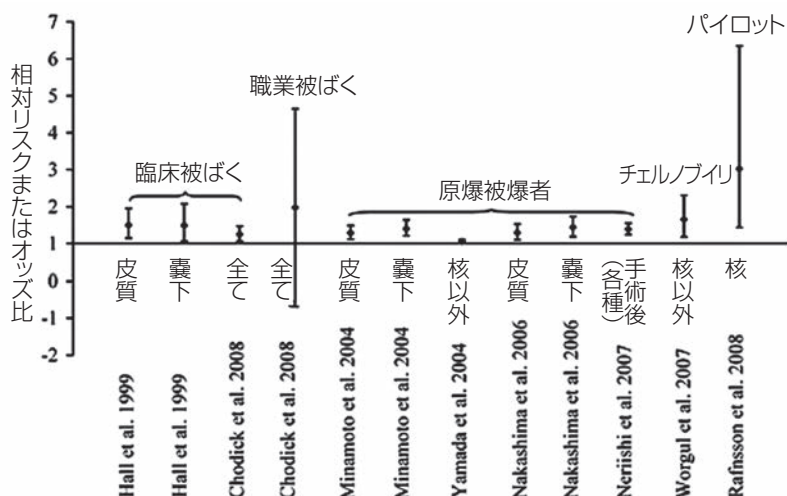 相対リスクまたはオッズ比
7
6
5
4
3
2
1
0
-1
-2
臨床被ばく
職業被ばく
原爆被爆者
チェルノブイリ
パイロット
皮質
嚢下
全て
全て
皮質
嚢下
核以外
皮質
嚢下
手術後
(各種)
核以外
核
Hall et al. 1999
Hall et al. 1999
Chodick et al. 2008
Chodick et al. 2008
Minamoto et al. 2004
Minamoto et al. 2004
Yamada et al. 2004
Nakashima et al. 2006
Nakashima et al. 2006
Neriishi et al. 2007
Worgul et al. 2007
Rafnsson et al. 2008